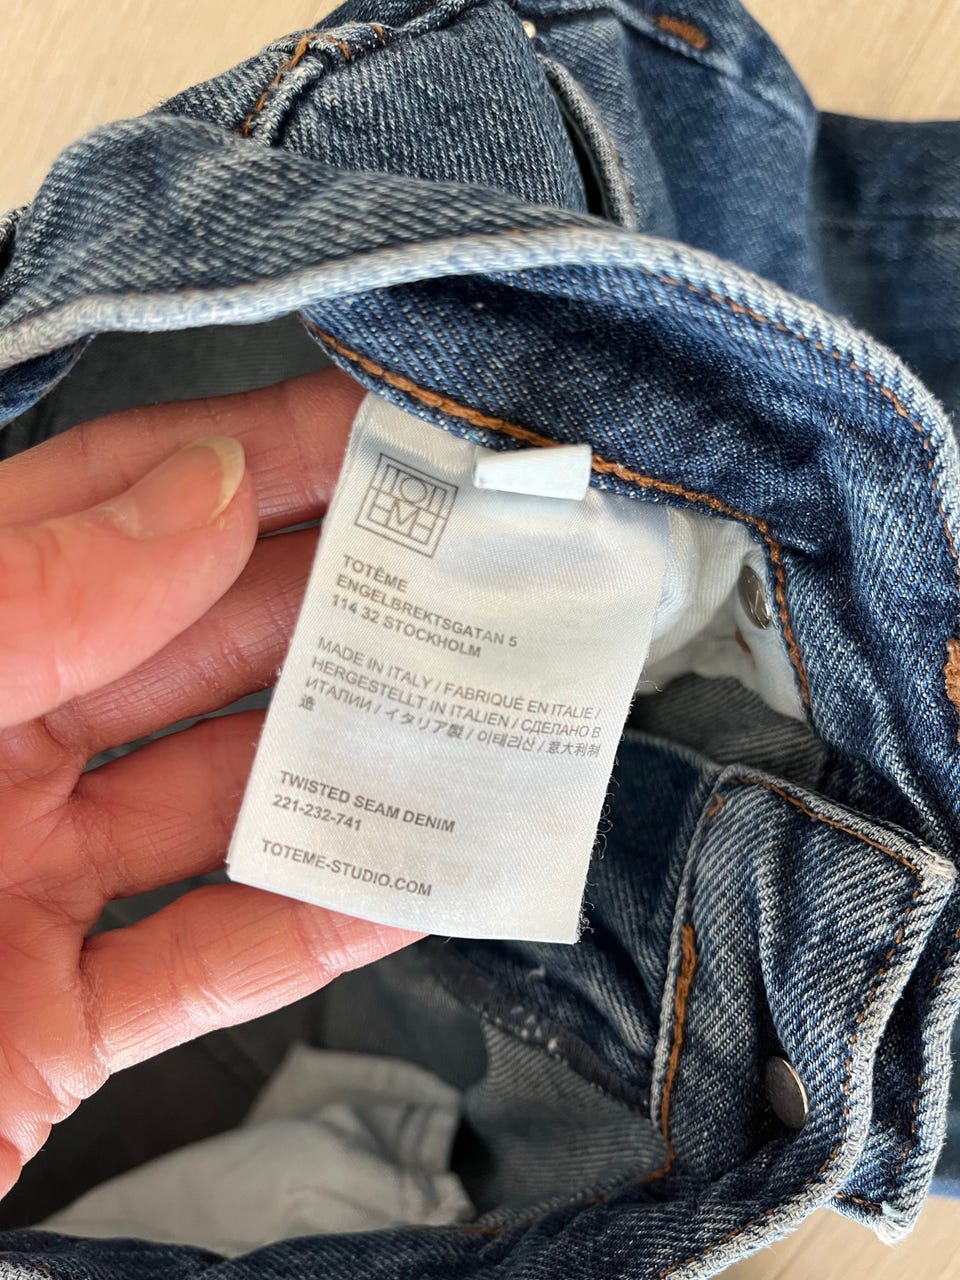 TOTÊME
TOTÊME
ENGELBREKTSGATAN 5
114 32 STOCKHOLM
MADE IN ITALY / FABRIQUÉ EN ITALIE /
HERGESTELLT IN ITALIEN / СДЕЛАНО В
ИТАЛИИ / イタリア製 / 이태리산 / 意大利制
造
TWISTED SEAM DENIM
221-232-741
TOTEME-STUDIO.COM